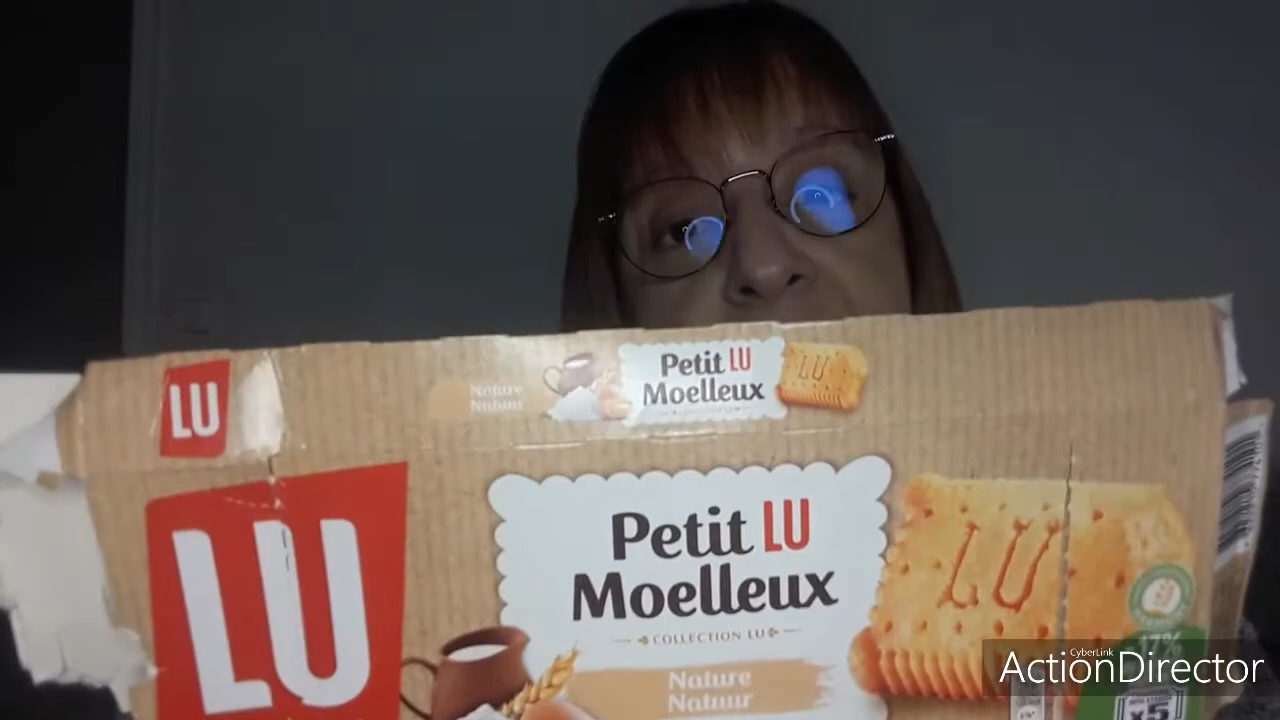 LU
Nature
Natuur
Petit LU
Moelleux
LU
LU
Petit LU
Moelleux
COLLECTION LU
LU
Nature
Natuur
17%
x5
CyberLink
ActionDirector